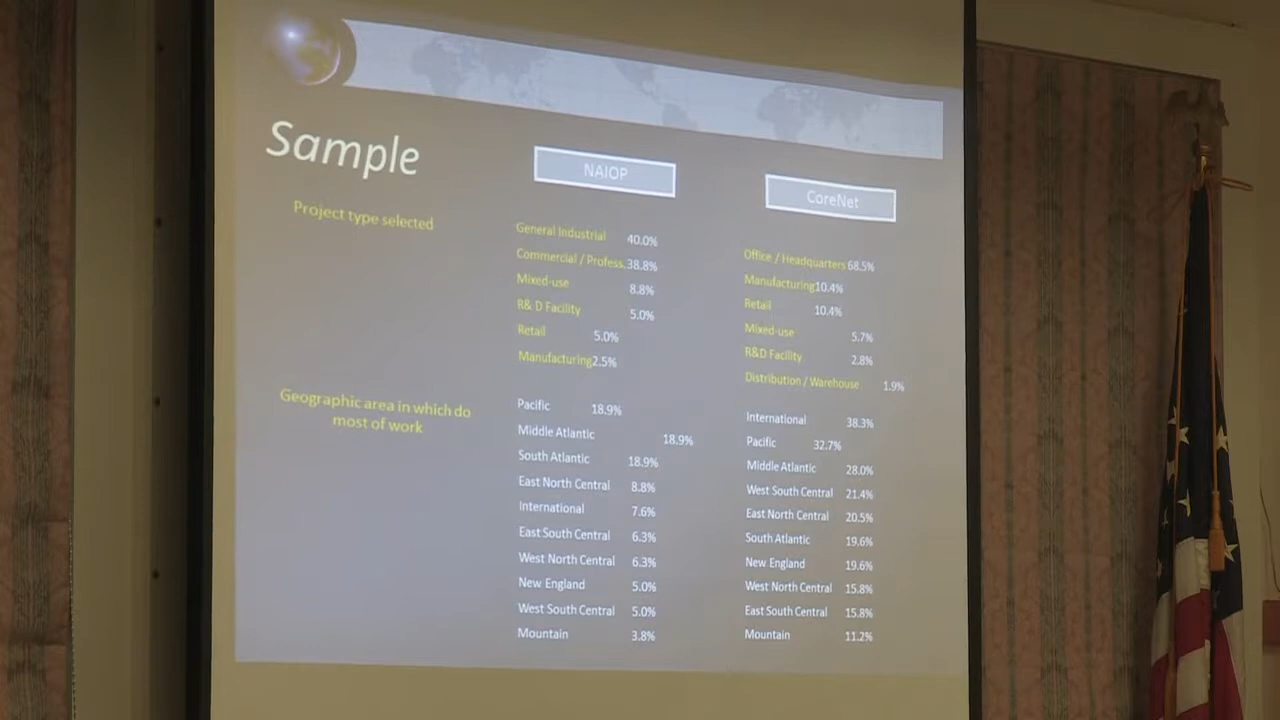 Sample
NAIOP
CoreNet
Project type selected
General Industrial 40.0%
Commercial / Profess. 38.8%
Mixed-use 8.8%
R& D Facility 5.0%
Retail 5.0%
Manufacturing 2.5%
Office / Headquarters 68.5%
Manufacturing 10.4%
Retail 10.4%
Mixed-use 5.7%
R&D Facility 2.8%
Distribution / Warehouse 1.9%
Geographic area in which do
most of work
Pacific 18.9%
Middle Atlantic 18.9%
South Atlantic 18.9%
East North Central 8.8%
International 7.6%
East South Central 6.3%
West North Central 6.3%
New England 5.0%
West South Central 5.0%
Mountain 3.8%
International 38.3%
Pacific 32.7%
Middle Atlantic 28.0%
West South Central 21.4%
East North Central 20.5%
South Atlantic 19.6%
New England 19.6%
West North Central 15.8%
East South Central 15.8%
Mountain 11.2%